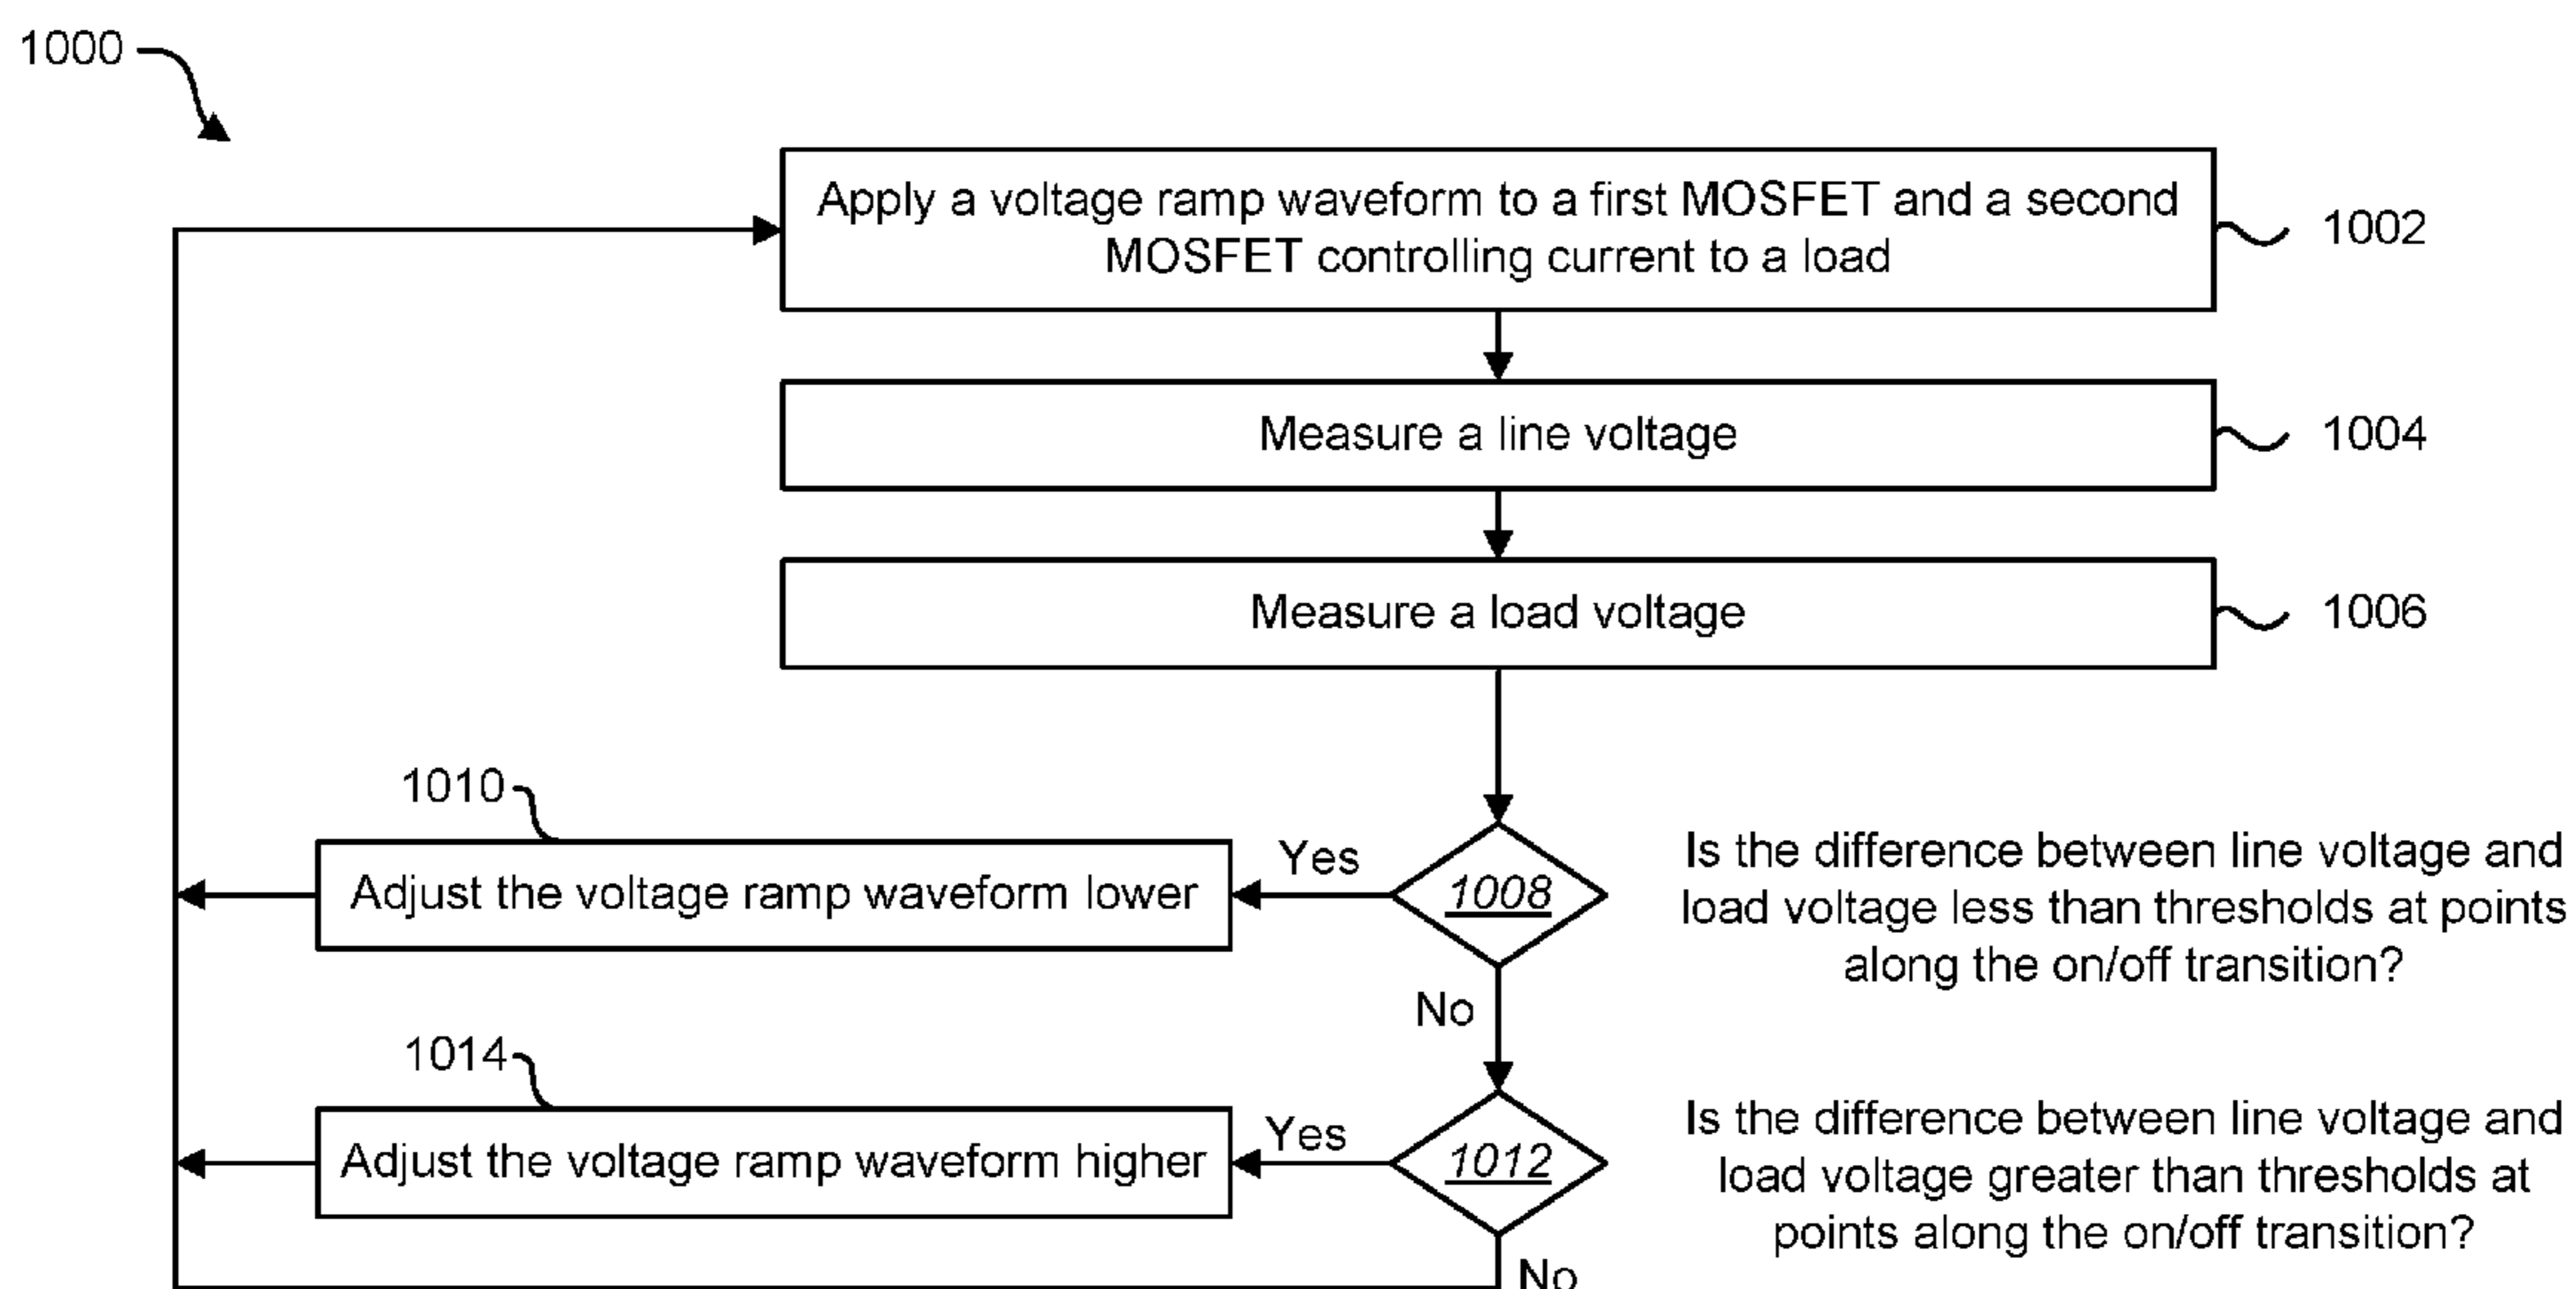 1000
Apply a voltage ramp waveform to a first MOSFET and a second
MOSFET controlling current to a load
1002
Measure a line voltage
1004
Measure a load voltage
1006
1010
Adjust the voltage ramp waveform lower
Yes
1008
Is the difference between line voltage and
load voltage less than thresholds at points
along the on/off transition?
No
1014
Adjust the voltage ramp waveform higher
Yes
1012
Is the difference between line voltage and
load voltage greater than thresholds at
points along the on/off transition?
No